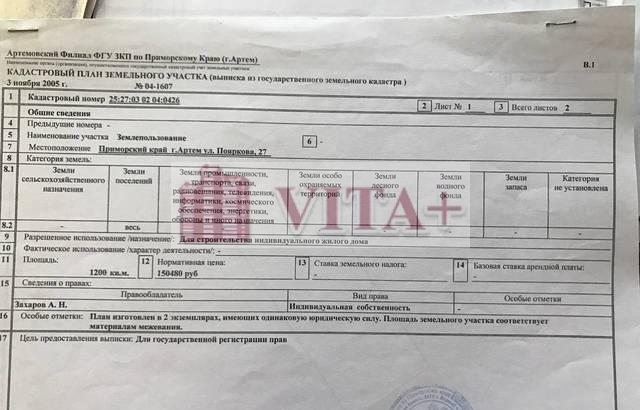 Артемовский Филиал ФГУ ЗКП по Приморскому Краю (г.Артем)
В.1
КАДАСТРОВЫЙ ПЛАН ЗЕМЕЛЬНОГО УЧАСТКА (выписка из государственного земельного кадастра )
3 ноября 2005 г. № 04-1607
1 Кадастровый номер 25:27:03 02 04:0426 2 Лист № 1 3 Всего листов 2
Общие сведения
4 Предыдущие номера -
5 Наименование участка Землепользование 6 -
7 Местоположение Приморский край г.Артем ул. Пояркова, 27
8 Категория земель:
8.1 Земли сельскохозяйственного назначения
Земли поселений
Земли промышленности, транспорта, связи, радиовещания, телевидения, информатики, космического обеспечения, энергетики, обороны и иного назначения
Земли особо охраняемых территорий
Земли лесного фонда
Земли водного фонда
Земли запаса
Категория не установлена
8.2 - весь - - - - - -
VITA+
9 Разрешенное использование /назначение/: Для строительства индивидуального жилого дома
10 Фактическое использование /характер деятельности/: -
11 Площадь: 12 Нормативная цена: 13 Ставка земельного налога: 14 Базовая ставка арендной платы:
1200 кв.м. 150480 руб - -
15 Сведения о правах:
Правообладатель Вид права Особые отметки
Захаров А. Н. Индивидуальная собственность -
16 Особые отметки: План изготовлен в 2 экземплярах, имеющих одинаковую юридическую силу. Площадь земельного участка соответствует
материалам межевания.
17 Цель предоставления выписки: Для государственной регистрации прав